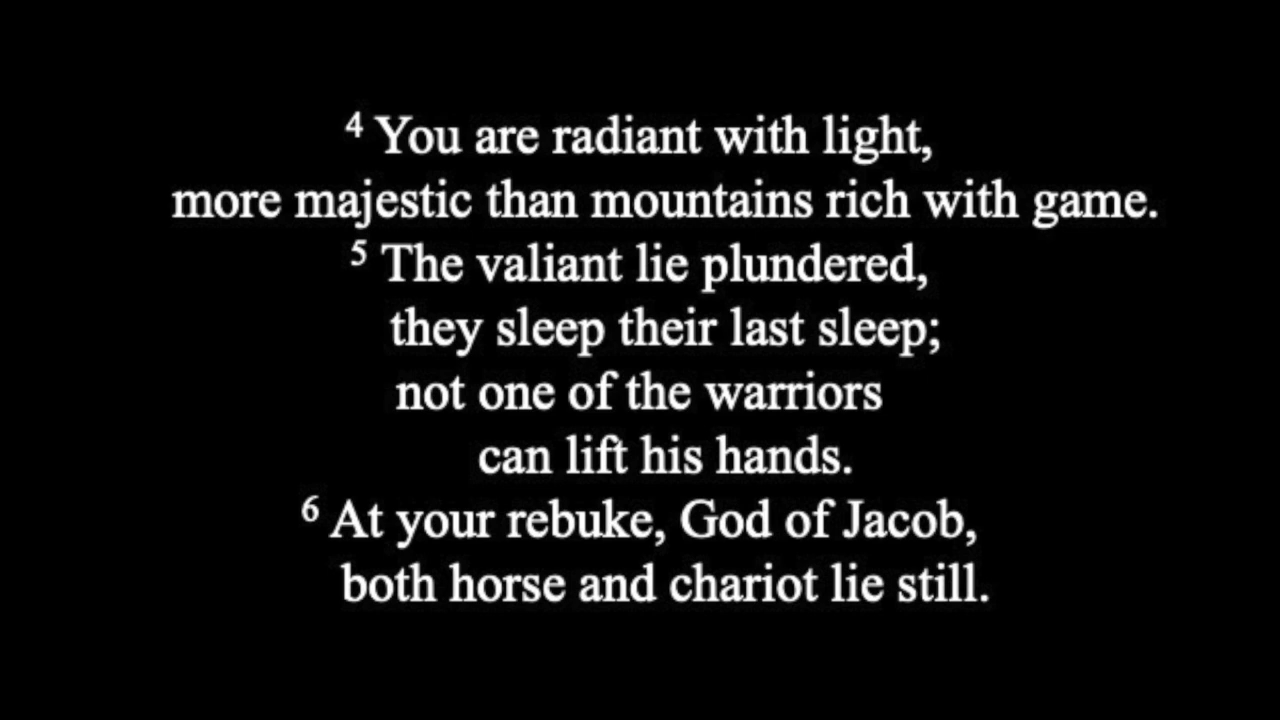 4 You are radiant with light,
more majestic than mountains rich with game.
5 The valiant lie plundered,
they sleep their last sleep;
not one of the warriors
can lift his hands.
6 At your rebuke, God of Jacob,
both horse and chariot lie still.